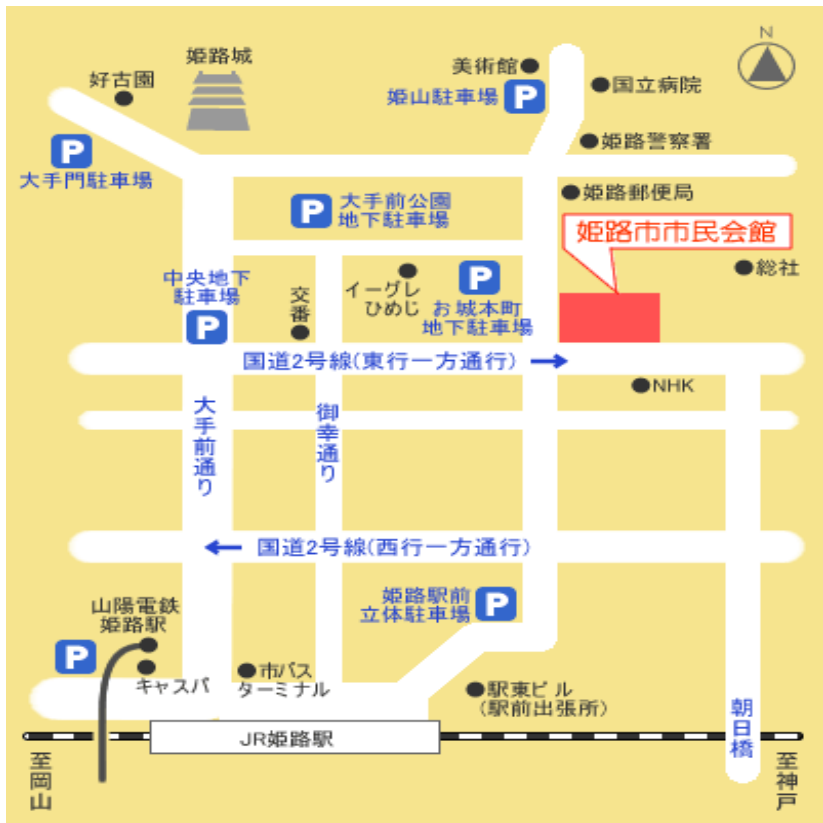 N
姫路城
美術館
好古園
国立病院
姫山駐車場
P
姫路警察署
P
大手門駐車場
姫路郵便局
P
大手前公園
地下駐車場
姫路市市民会館
総社
中央地下
駐車場
P
交番
イーグレ
ひめじ
P
お城本町
地下駐車場
国道2号線(東行一方通行)
NHK
大手前通り
御幸通り
国道2号線(西行一方通行)
姫路駅前
立体駐車場
P
山陽電鉄
姫路駅
P
キャスパ
市バス
ターミナル
駅東ビル
(駅前出張所)
朝日橋
JR姫路駅
至岡山
至神戸